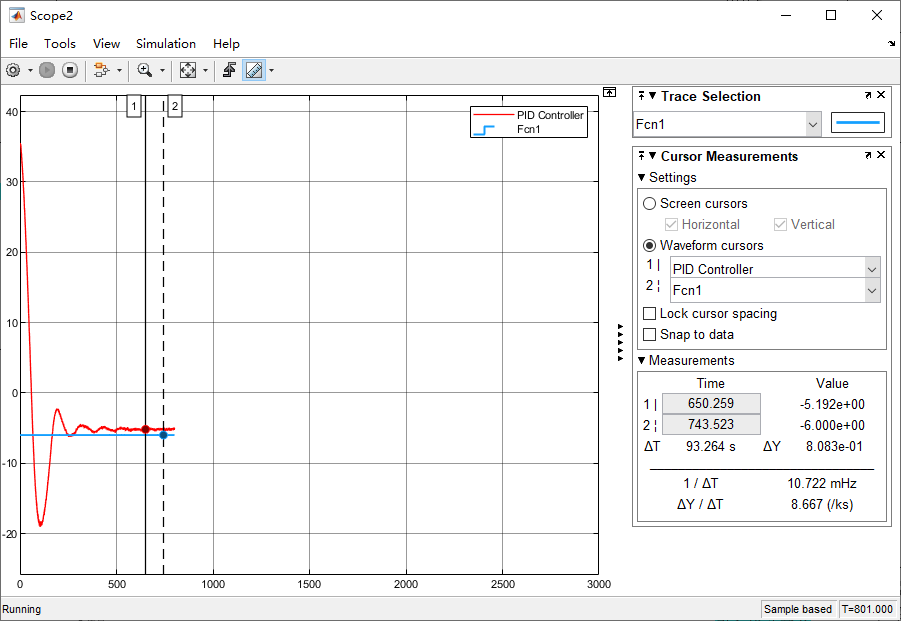 Scope2
File Tools View Simulation Help
1 2
PID Controller
Fcn1
40
30
20
10
0
-10
-20
0 500 1000 1500 2000 2500 3000
Trace Selection
Fcn1
Cursor Measurements
Settings
Screen cursors
Horizontal Vertical
Waveform cursors
1 | PID Controller
2 ¦ Fcn1
Lock cursor spacing
Snap to data
Measurements
Time Value
1 | 650.259 -5.192e+00
2 ¦ 743.523 -6.000e+00
ΔT 93.264 s ΔY 8.083e-01
1 / ΔT 10.722 mHz
ΔY / ΔT 8.667 (/ks)
Running Sample based T=801.000